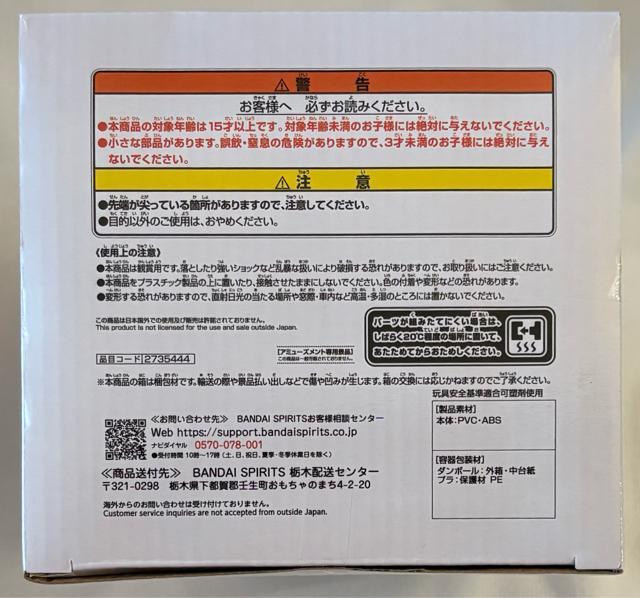 ⚠警 告
お客様へ 必ずお読みください。
●本商品の対象年齢は15才以上です。対象年齢未満のお子様には絶対に与えないでください。
●小さな部品があります。誤飲・窒息の危険がありますので、3才未満のお子様には絶対に与え
ないでください。
⚠注 意
●先端が尖っている箇所がありますので、注意してください。
●目的以外のご使用は、おやめください。
《使用上の注意》
●本商品は観賞用です。落としたり強いショックなど乱暴な扱いにより破損する恐れがありますので、お取り扱いにはご注意ください。
●本商品をプラスチック製品の上に置いたり、接触させたままにしないでください。色の付着や変形などの恐れがあります。
●変形する恐れがありますので、直射日光の当たる場所や窓際・車内など高温・多湿のところには置かないでください。
この商品は日本国外での使用及び販売は許諾されておりません。
This product is not licensed for the use and sale outside Japan.
パーツが組みたてにくい場合は、
しばらく20℃程度の場所に置いて、
あたためてからおためしください。
品目コード 2735444
【アミューズメント専用景品】
この商品は一般市販されておりません。
※本商品の箱は梱包材です。輸送の際や景品払い出しなどで傷や凹みが生じます。箱の交換には応じかねますのでご了承ください。
玩具安全基準適合可塑剤使用
《お問い合わせ先》 BANDAI SPIRITSお客様相談センター
Web https://support.bandaispirits.co.jp
ナビダイヤル 0570-078-001
●受付時間 10時～17時 (土、日、祝日、夏季・冬季休業日を除く)
《商品送付先》 BANDAI SPIRITS 栃木配送センター
〒321-0298 栃木県下都賀郡壬生町おもちゃのまち4-2-20
海外からのお問い合わせは受け付けておりません。
Customer service inquiries are not accepted from outside Japan.
[製品素材]
本体:PVC・ABS
[容器包装材]
ダンボール:外箱・中台紙
プラ:保護材 PE